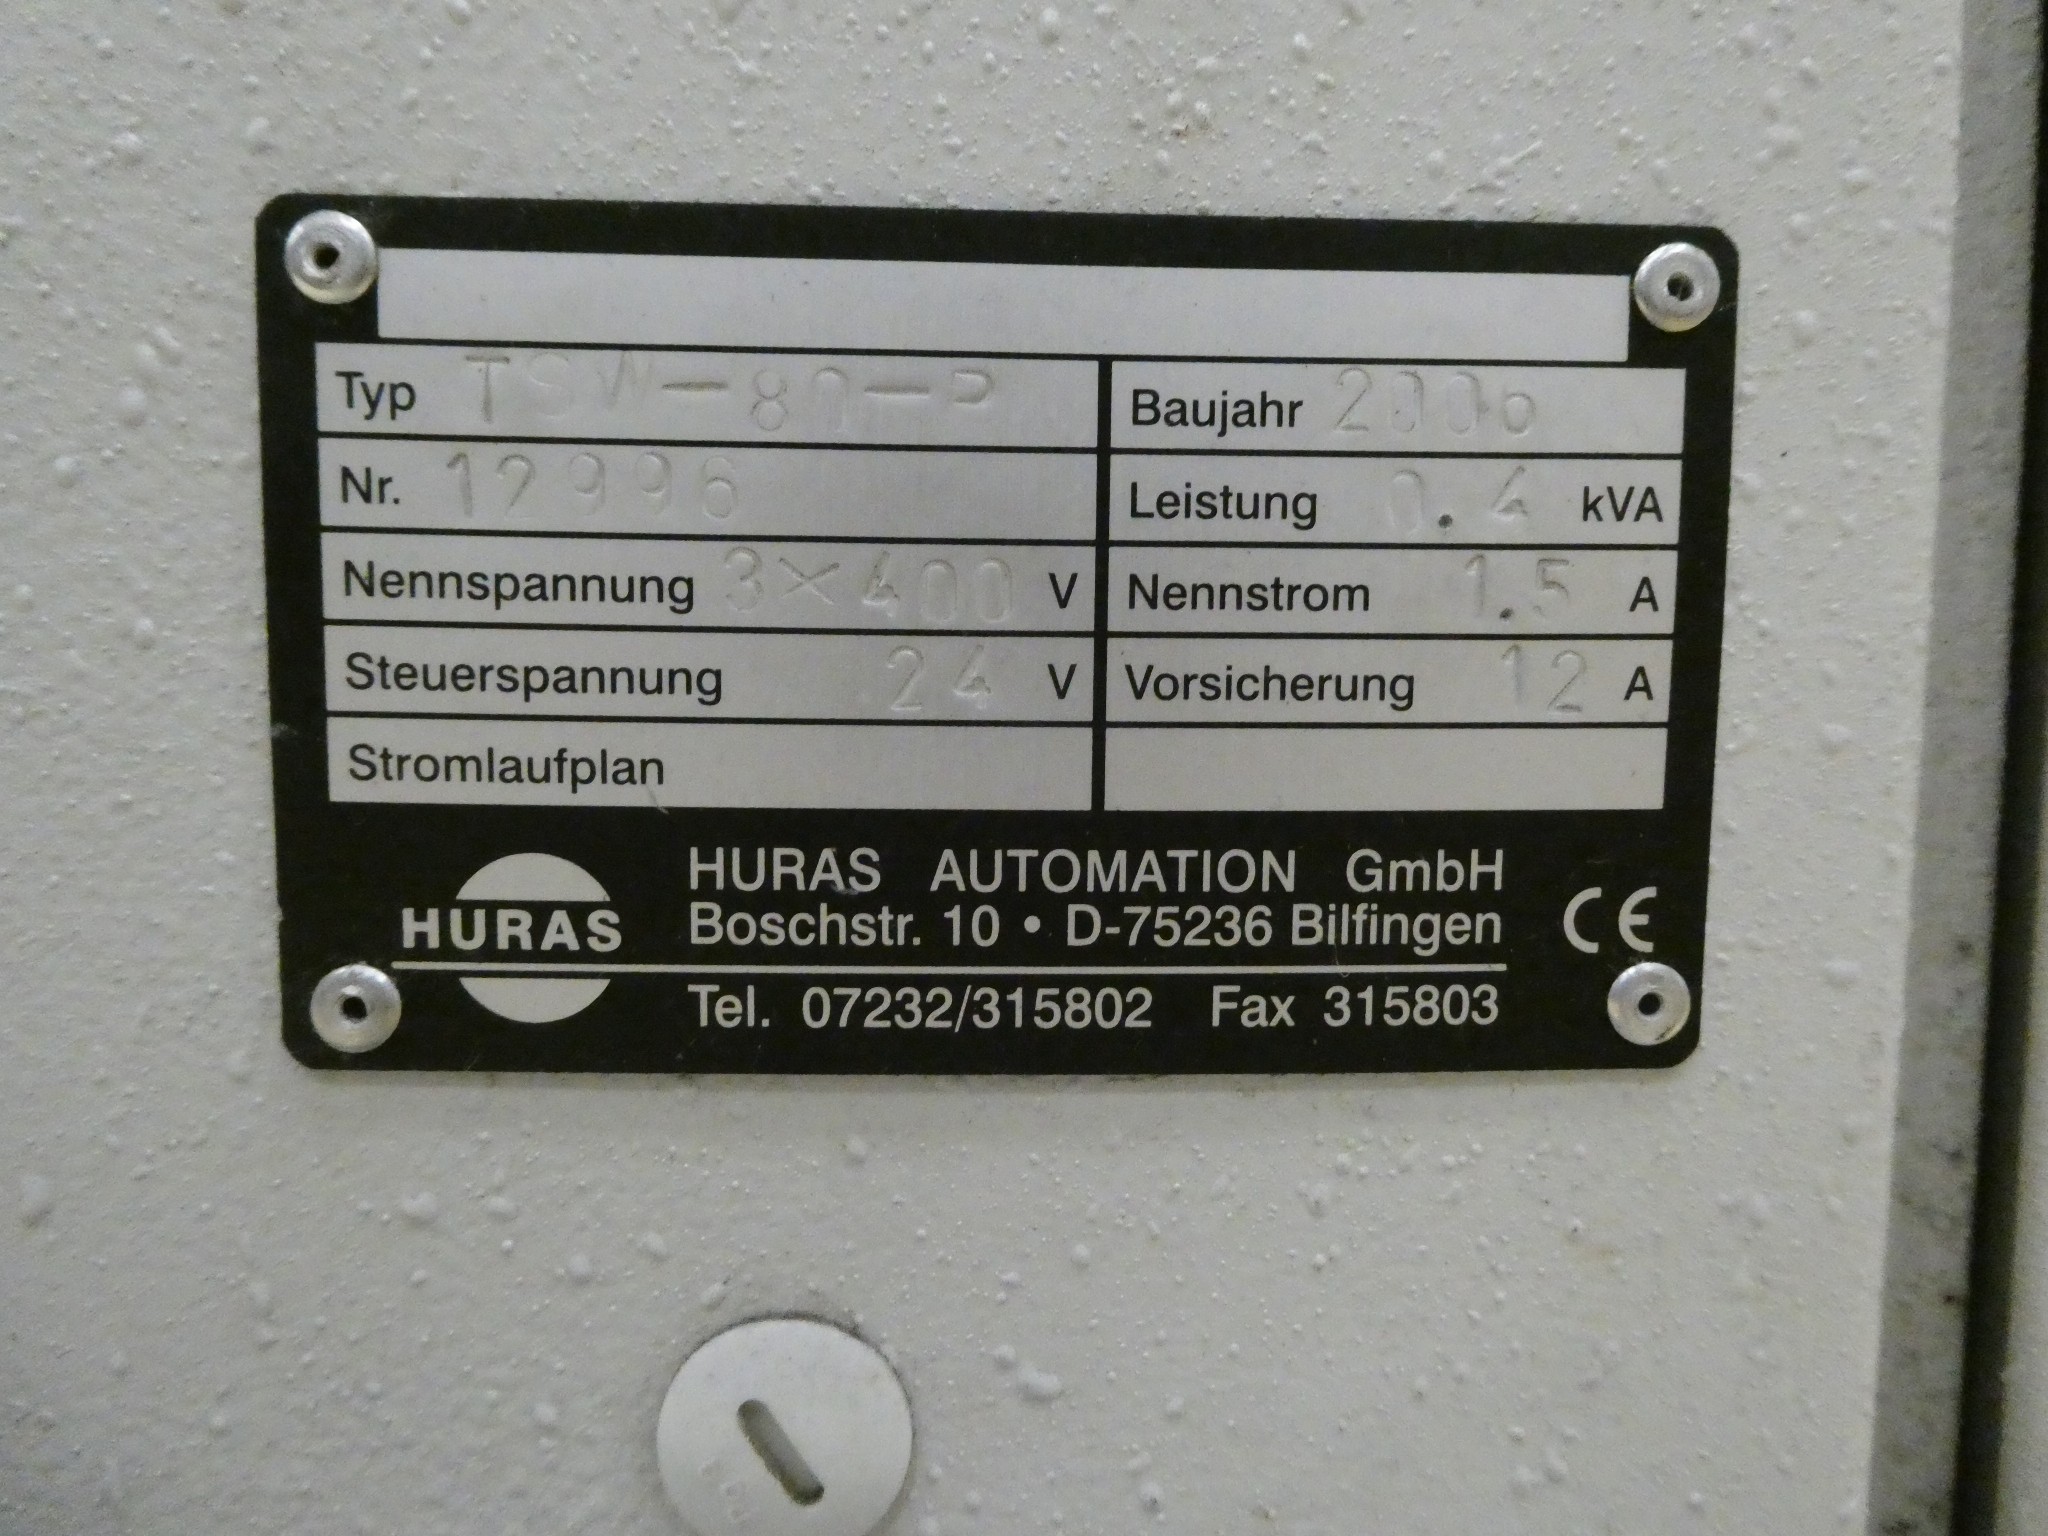 Typ TSW-80-P
Baujahr 2006
Nr. 12996
Leistung 0.4 kVA
Nennspannung 3×400 V
Nennstrom 1.5 A
Steuerspannung 24 V
Vorsicherung 12 A
Stromlaufplan
HURAS
HURAS AUTOMATION GmbH
Boschstr. 10 • D-75236 Bilfingen
CE
Tel. 07232/315802 Fax 315803